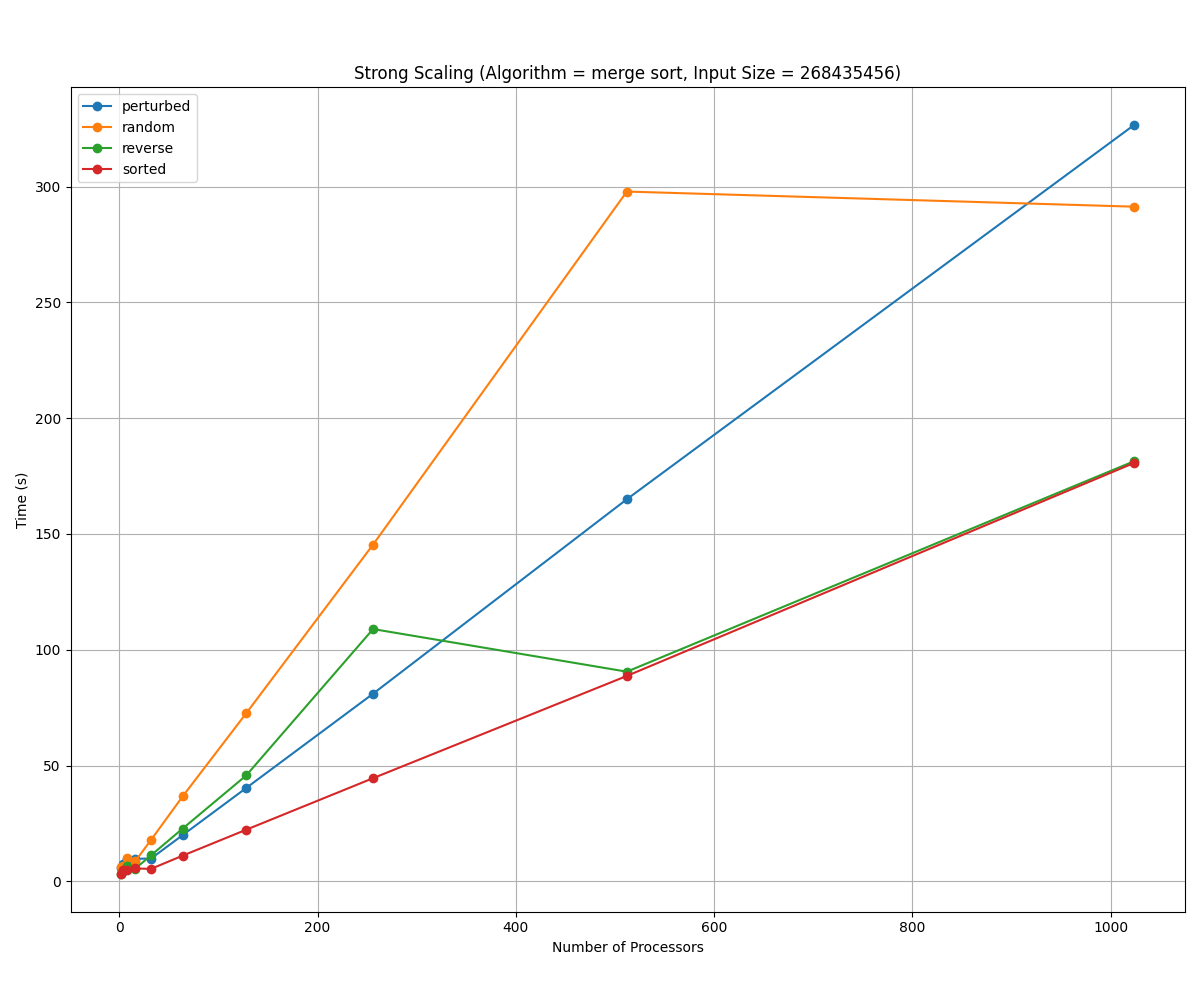 Strong Scaling (Algorithm = merge sort, Input Size = 268435456)
perturbed
random
reverse
sorted
300
250
200
150
100
50
0
Time (s)
0 200 400 600 800 1000
Number of Processors